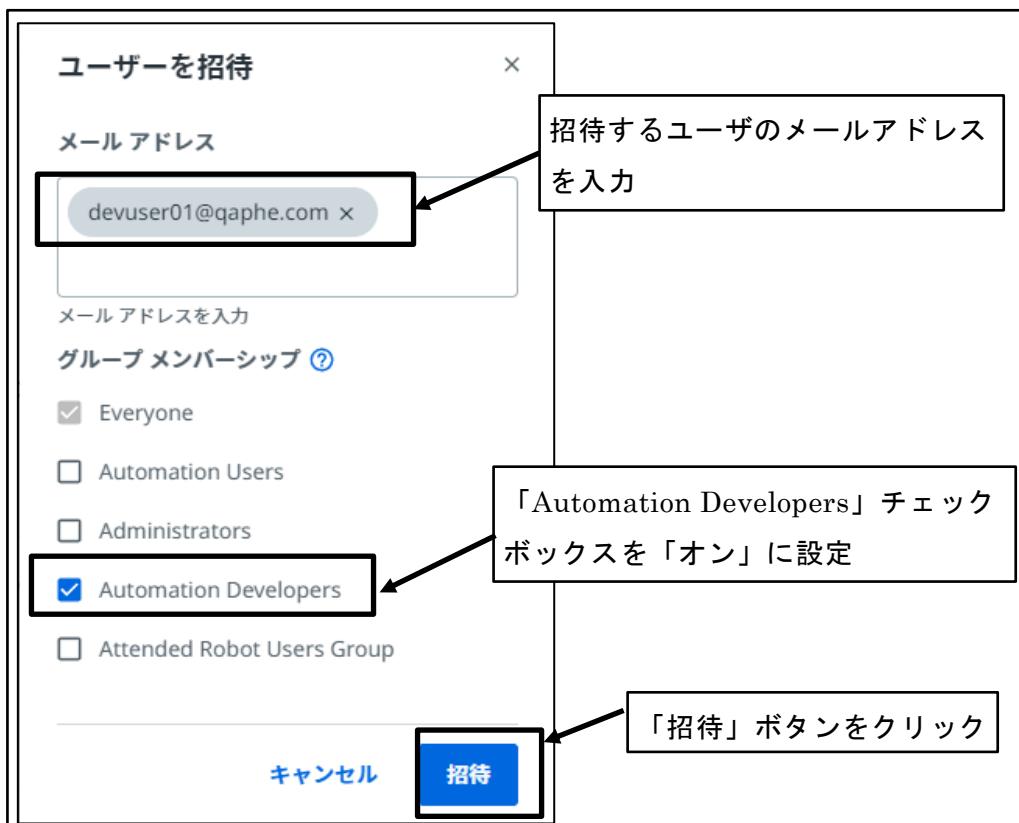 ユーザーを招待 ×
メール アドレス
招待するユーザのメールアドレス
を入力
devuser01@qaphe.com ×
メール アドレスを入力
グループ メンバーシップ ?
Everyone
Automation Users
Administrators
「Automation Developers」チェック
ボックスを「オン」に設定
Automation Developers
Attended Robot Users Group
「招待」ボタンをクリック
キャンセル 招待